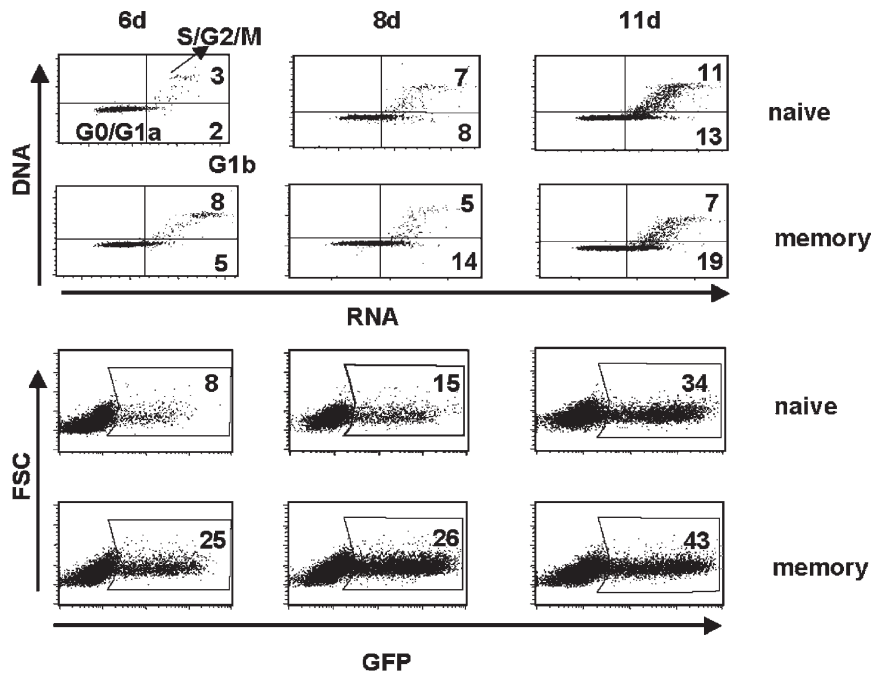 6d 8d 11d
S/G2/M
3 7 11 naive
G0/G1a 2 8 13
DNA
G1b
8 5 7
memory
5 14 19
RNA
8 15 34 naive
FSC
25 26 43
memory
GFP